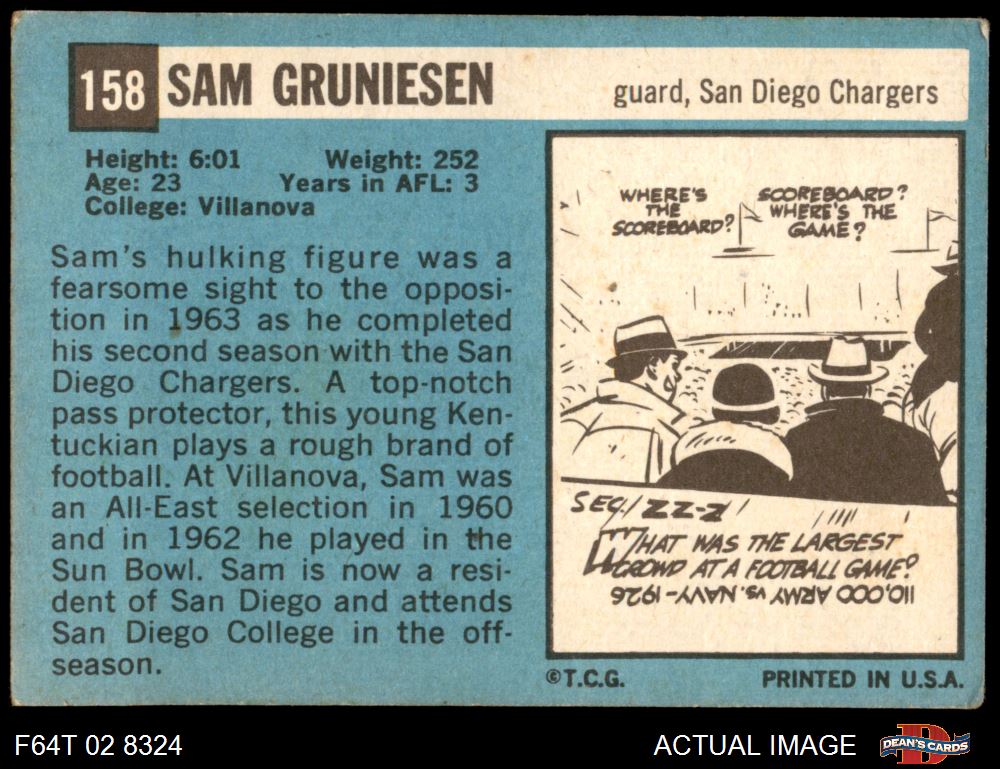 158 SAM GRUNIESEN guard, San Diego Chargers
Height: 6:01 Weight: 252
Age: 23 Years in AFL: 3
College: Villanova
Sam's hulking figure was a
fearsome sight to the opposi-
tion in 1963 as he completed
his second season with the San
Diego Chargers. A top-notch
pass protector, this young Ken-
tuckian plays a rough brand of
football. At Villanova, Sam was
an All-East selection in 1960
and in 1962 he played in the
Sun Bowl. Sam is now a resi-
dent of San Diego and attends
San Diego College in the off-
season.
WHERE'S
THE
SCOREBOARD?
SCOREBOARD?
WHERE'S THE
GAME?
SEC. ZZ-Z
WHAT WAS THE LARGEST
CROWD AT A FOOTBALL GAME?
110,000 ARMY vs. NAVY-1926
©T.C.G. PRINTED IN U.S.A.
F64T 02 8324 ACTUAL IMAGE DEAN'S CARDS